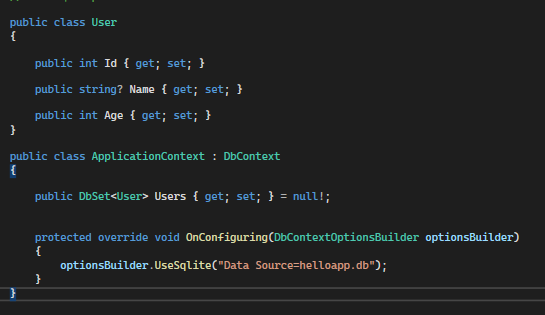 public class User
{
    public int Id { get; set; }
    public string? Name { get; set; }
    public int Age { get; set; }
}
public class ApplicationContext : DbContext
{
    public DbSet<User> Users { get; set; } = null!;
    protected override void OnConfiguring(DbContextOptionsBuilder optionsBuilder)
    {
        optionsBuilder.UseSqlite("Data Source=helloapp.db");
    }
}